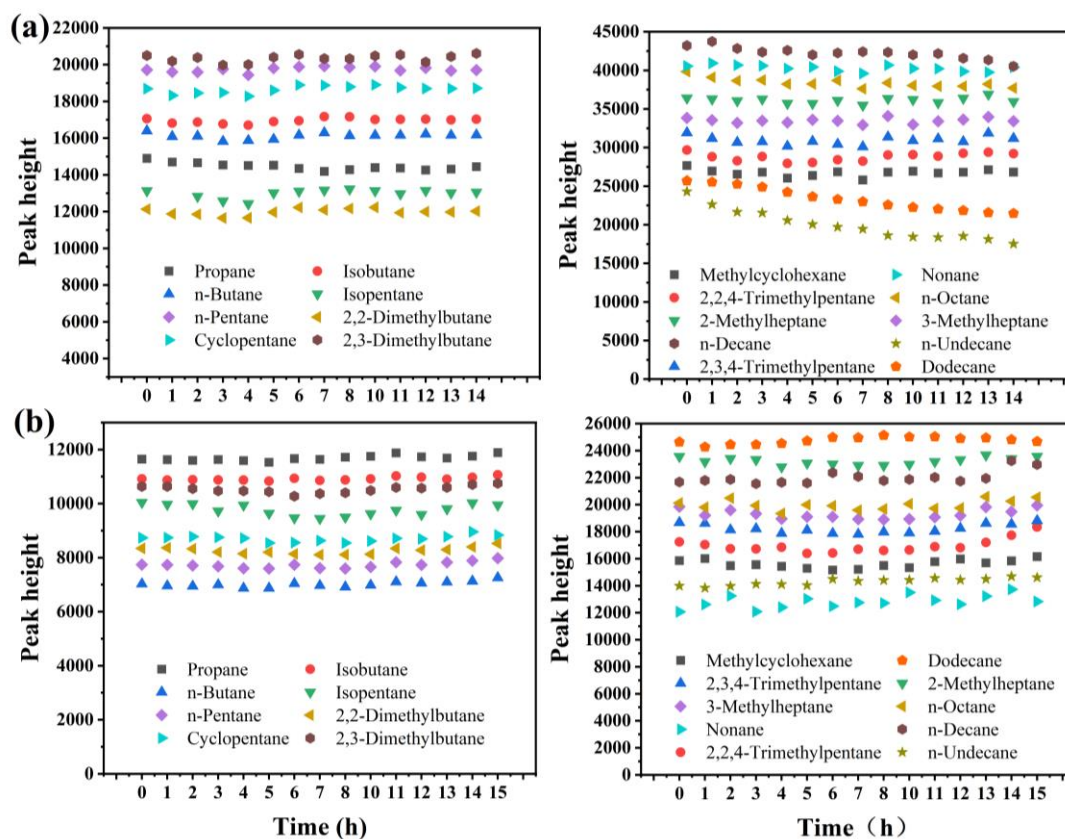 (a)
Peak height
22000
20000
18000
16000
14000
12000
10000
8000
6000
4000
Propane Isobutane
n-Butane Isopentane
n-Pentane 2,2-Dimethylbutane
Cyclopentane 2,3-Dimethylbutane
0 1 2 3 4 5 6 7 8 10 11 12 13 14
Peak height
45000
40000
35000
30000
25000
20000
15000
10000
5000
0
Methylcyclohexane Nonane
2,2,4-Trimethylpentane n-Octane
2-Methylheptane 3-Methylheptane
n-Decane n-Undecane
2,3,4-Trimethylpentane Dodecane
0 1 2 3 4 5 6 7 8 10 11 12 13 14
(b)
Peak height
12000
10000
8000
6000
4000
2000
0
Propane Isobutane
n-Butane Isopentane
n-Pentane 2,2-Dimethylbutane
Cyclopentane 2,3-Dimethylbutane
0 1 2 3 4 5 6 7 8 10 11 12 13 14 15
Time (h)
Peak height
26000
24000
22000
20000
18000
16000
14000
12000
10000
8000
6000
4000
2000
0
Methylcyclohexane Dodecane
2,3,4-Trimethylpentane 2-Methylheptane
3-Methylheptane n-Octane
Nonane n-Decane
2,2,4-Trimethylpentane n-Undecane
0 1 2 3 4 5 6 7 8 10 11 12 13 14 15
Time（h）